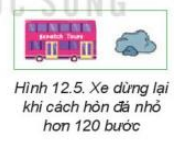 Scratch Tours
Hình 12.5. Xe dừng lại
khi cách hòn đá nhỏ
hơn 120 bước